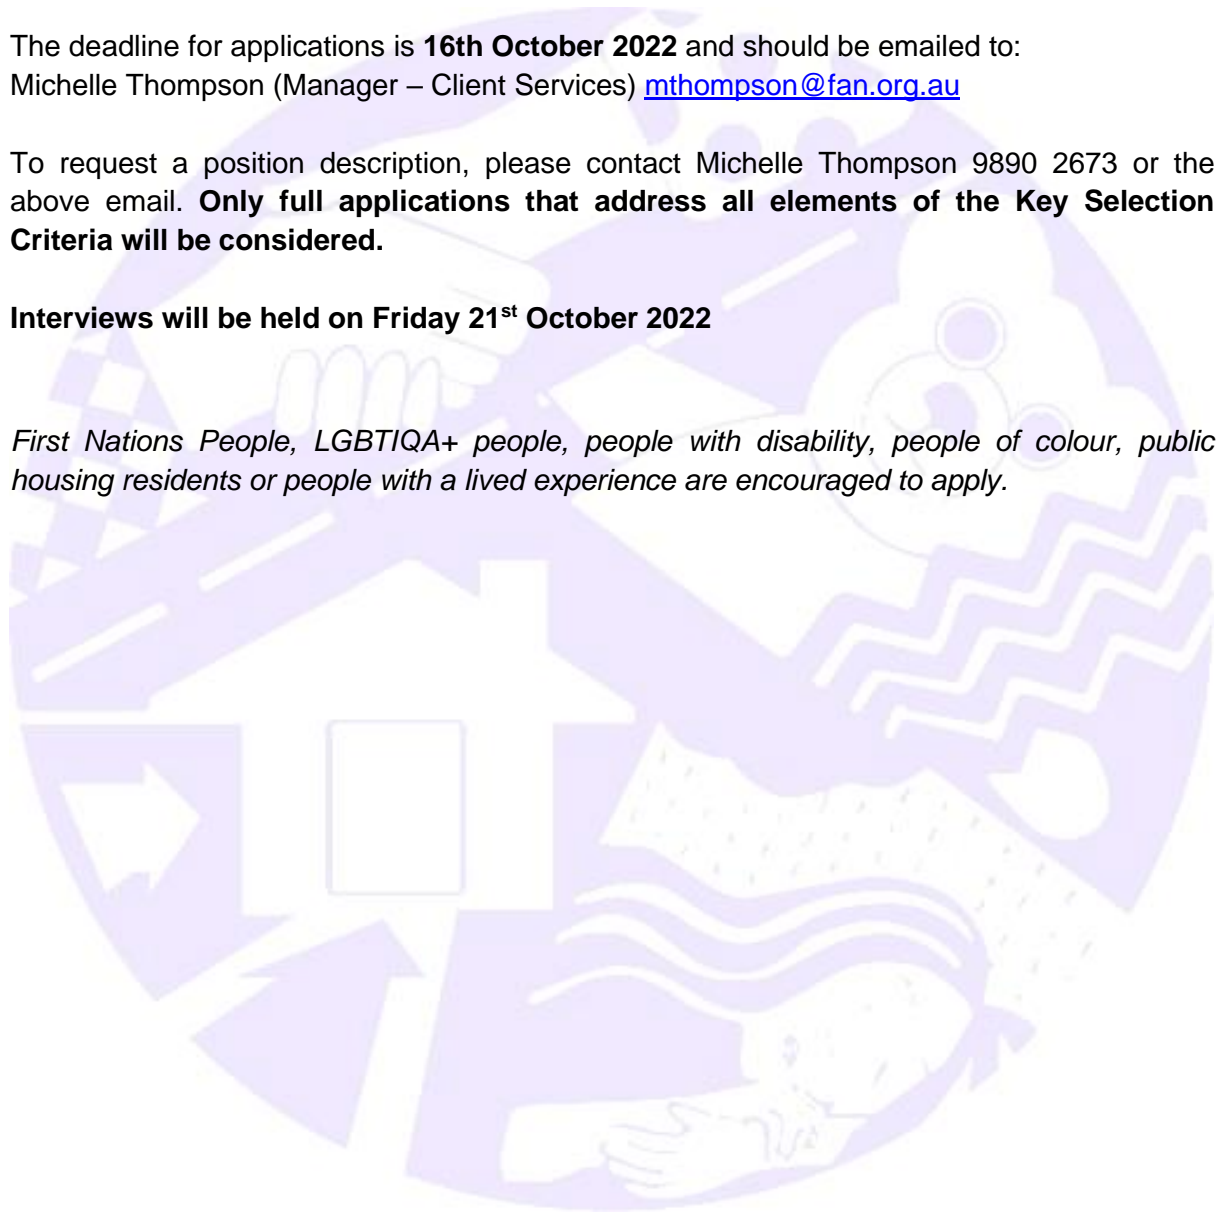 The deadline for applications is 16th October 2022 and should be emailed to:
Michelle Thompson (Manager – Client Services) mthompson@fan.org.au
To request a position description, please contact Michelle Thompson 9890 2673 or the
above email. Only full applications that address all elements of the Key Selection
Criteria will be considered.
Interviews will be held on Friday 21st October 2022
First Nations People, LGBTIQA+ people, people with disability, people of colour, public
housing residents or people with a lived experience are encouraged to apply.